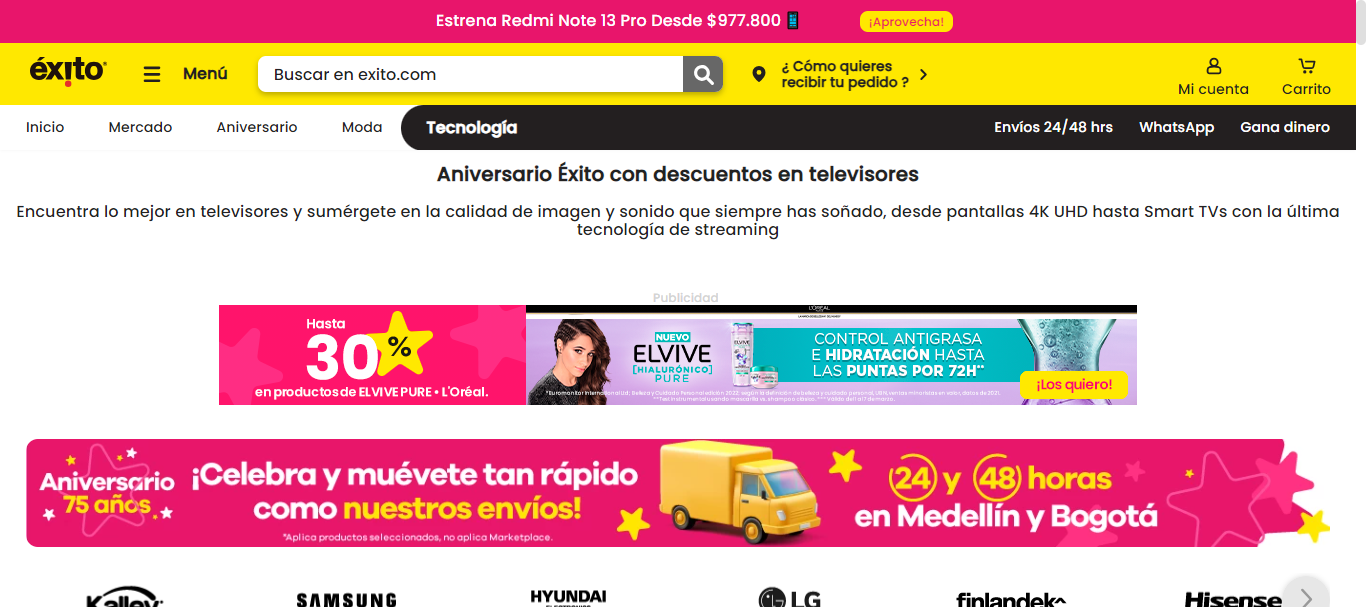 Estrena Redmi Note 13 Pro Desde $977.800
¡Aprovecha!
éxito
Menú
Buscar en exito.com
¿ Cómo quieres
recibir tu pedido ?
Mi cuenta
Carrito
Inicio
Mercado
Aniversario
Moda
Tecnología
Envíos 24/48 hrs
WhatsApp
Gana dinero
Aniversario Éxito con descuentos en televisores
Encuentra lo mejor en televisores y sumérgete en la calidad de imagen y sonido que siempre has soñado, desde pantallas 4K UHD hasta Smart TVs con la última
tecnología de streaming
Publicidad
Hasta
30%
en productos de ELVIVE PURE • L'Oréal.
L'ORÉAL
NUEVO
ELVIVE
[HIALURÓNICO]
PURE
ELVIVE
CONTROL ANTIGRASA
E HIDRATACIÓN HASTA
LAS PUNTAS POR 72H**
¡Los quiero!
Aniversario
75 años
¡Celebra y muévete tan rápido
como nuestros envíos!
*Aplica productos seleccionados, no aplica Marketplace.
24 y 48 horas
en Medellín y Bogotá
Kalley
SAMSUNG
HYUNDAI
ELECTRONICS
LG
finlandek
Hisense